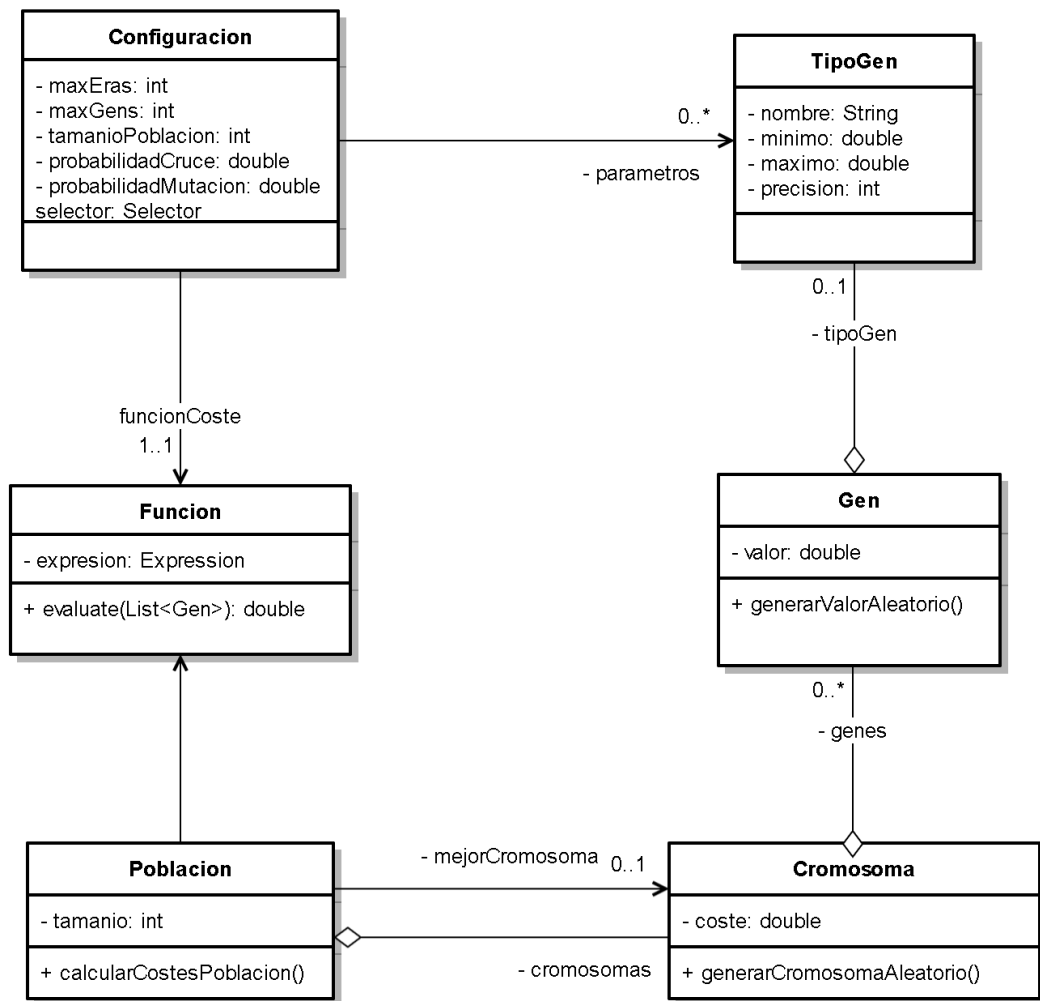 Configuracion
- maxEras: int
- maxGens: int
- tamanioPoblacion: int
- probabilidadCruce: double
- probabilidadMutacion: double
selector: Selector
TipoGen
- nombre: String
- minimo: double
- maximo: double
- precision: int
0..*
- parametros
0..1
- tipoGen
funcionCoste
1..1
Funcion
- expresion: Expression
+ evaluate(List<Gen>): double
Gen
- valor: double
+ generarValorAleatorio()
0..*
- genes
Poblacion
- tamanio: int
+ calcularCostesPoblacion()
- mejorCromosoma
0..1
- cromosomas
Cromosoma
- coste: double
+ generarCromosomaAleatorio()